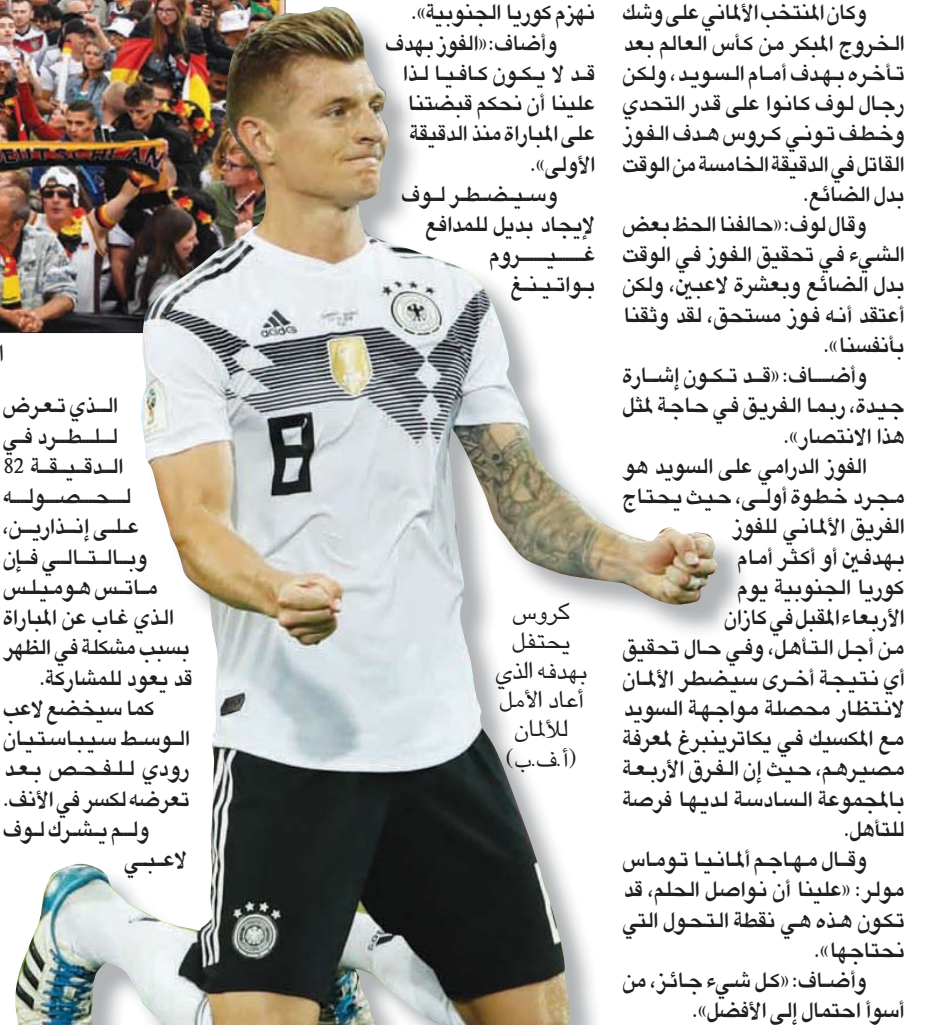 وكان المنتخب الألماني على وشك
الخروج المبكر من كأس العالم بعد
تأخره بهدف أمام السويد، ولكن
رجال لوف كانوا على قدر التحدي
وخطف توني كروس هدف الفوز
القاتل في الدقيقة الخامسة من الوقت
بدل الضائع.
وقال لوف: «حالفنا الحظ بعض
الشيء في تحقيق الفوز في الوقت
بدل الضائع وبعشرة لاعبين، ولكن
أعتقد أنه فوز مستحق، لقد وثقنا
بأنفسنا».
وأضاف: «قد تكون إشارة
جيدة، ربما الفريق في حاجة لمثل
هذا الانتصار».
الفوز الدرامي على السويد هو
مجرد خطوة أولى، حيث يحتاج
الفريق الألماني للفوز
بهدفين أو أكثر أمام
كوريا الجنوبية يوم
الأربعاء المقبل في كازان
من أجل التأهل، وفي حال تحقيق
أي نتيجة أخرى سيضطر الألمان
لانتظار محصلة مواجهة السويد
مع المكسيك في يكاترينبرغ لمعرفة
مصيرهم، حيث إن الفرق الأربعة
بالمجموعة السادسة لديها فرصة
للتأهل.
وقال مهاجم ألمانيا توماس
مولر: «علينا أن نواصل الحلم، قد
تكون هذه هي نقطة التحول التي
نحتاجها».
وأضاف: «كل شيء جائز، من
أسوأ احتمال إلى الأفضل».
نهزم كوريا الجنوبية».
وأضاف: «الفوز بهدف
قد لا يكون كافيا لذا
علينا أن نحكم قبضتنا
على المباراة منذ الدقيقة
الأولى».
وسيضطر لوف
لإيجاد بديل للمدافع
غيروم
بواتينغ
الذي تعرض
للطرد في
الدقيقة 82
لحصوله
على إنذارين،
وبالتالي فإن
ماتس هوميلس
الذي غاب عن المباراة
بسبب مشكلة في الظهر
قد يعود للمشاركة.
كما سيخضع لاعب
الوسط سيباستيان
رودي للفحص بعد
تعرضه لكسر في الأنف.
ولم يشرك لوف
لاعبي
كروس
يحتفل
بهدفه الذي
أعاد الأمل
للألمان
(أ.ف.ب)
adidas
8
DEUTSCHLAN